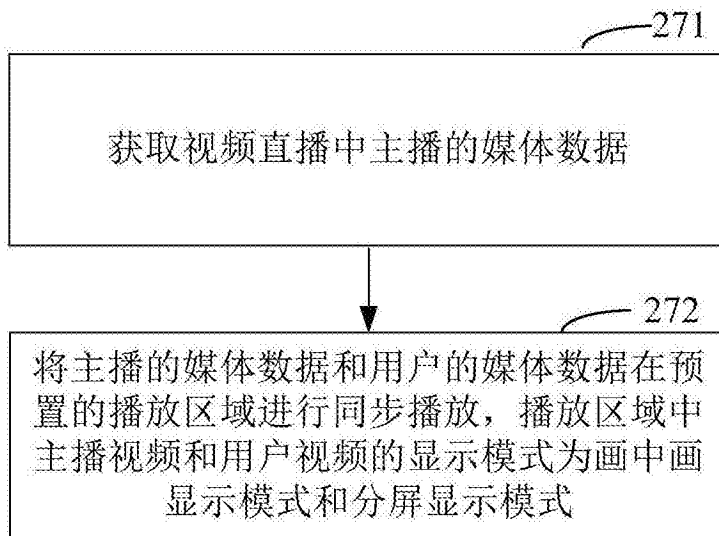 271
获取视频直播中主播的媒体数据
272
将主播的媒体数据和用户的媒体数据在预
置的播放区域进行同步播放，播放区域中
主播视频和用户视频的显示模式为画中画
显示模式和分屏显示模式